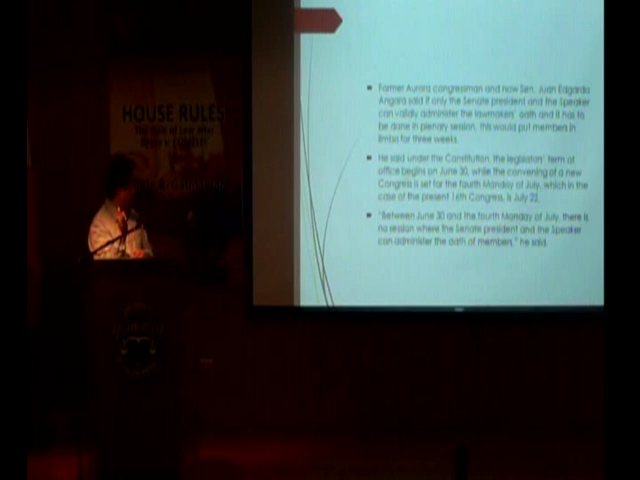 HOUSE RULES
Former Aurora congressman and now Sen. Juan Edgardo
Angara said if only the Senate president and the Speaker
can validly administer the lawmakers' oath and it has to
be done in plenary session, this would put members in
limbo for three weeks.
He said under the Constitution, the legislators' term of
office begins on June 30, while the convening of a new
Congress is set for the fourth Monday of July, which in the
case of the present 16th Congress, is July 22.
"Between June 30 and the fourth Monday of July, there is
no session where the Senate president and the Speaker
can administer the oath of members," he said.